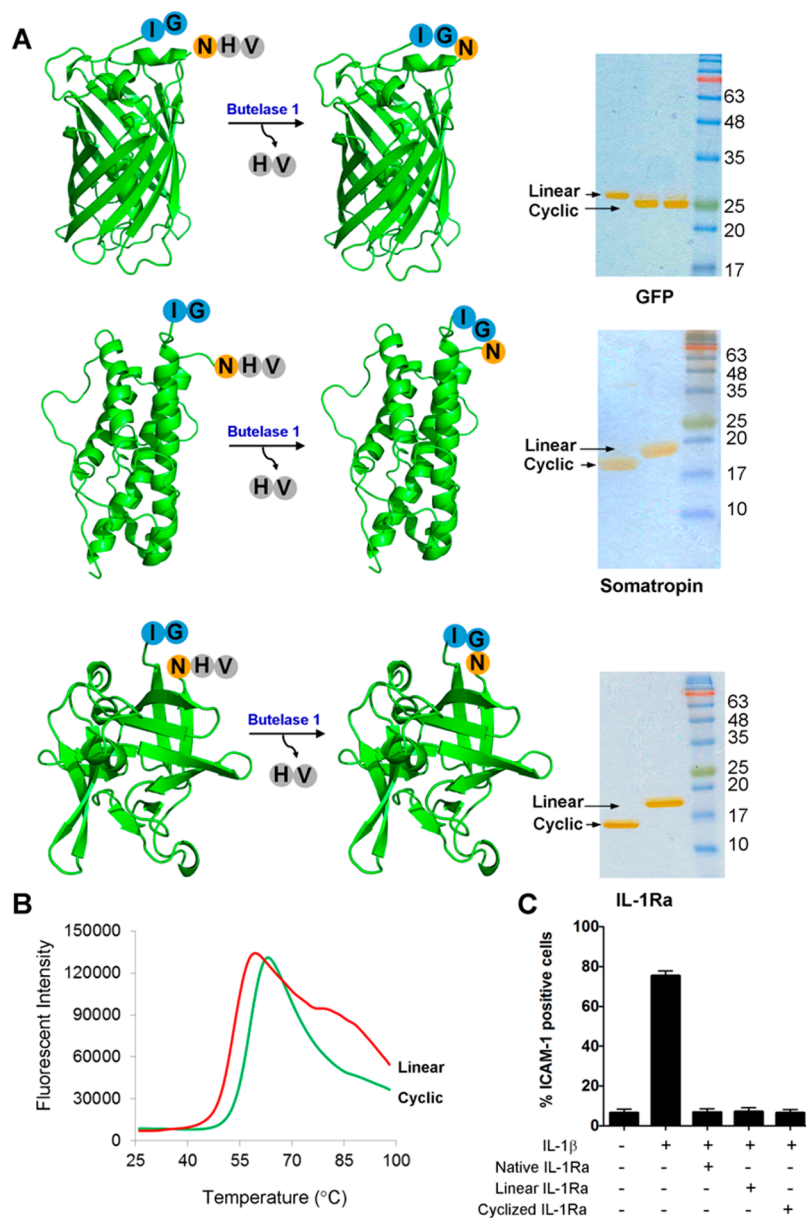 A
I G
N H V
Butelase 1
H V
I G N
Linear
Cyclic
63
48
35
25
20
17
GFP
I G
N H V
Butelase 1
H V
I G N
Linear
Cyclic
63
48
35
25
20
17
10
Somatropin
I G
N H V
Butelase 1
H V
I G N
Linear
Cyclic
63
48
35
25
20
17
10
IL-1Ra
B
Fluorescent Intensity
150000
120000
90000
60000
30000
0
25 40 55 70 85 100
Temperature (°C)
Linear
Cyclic
C
% ICAM-1 positive cells
100
80
60
40
20
0
IL-1β - + + + +
Native IL-1Ra - - + - -
Linear IL-1Ra - - - + -
Cyclized IL-1Ra - - - - +